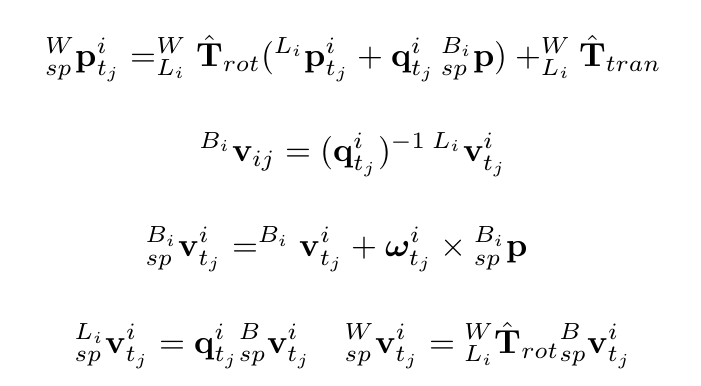 $^{W}_{sp}\mathbf{p}^{i}_{t_j} = ^{W}_{L_i} \hat{\mathbf{T}}_{rot}(^{L_i}\mathbf{p}^{i}_{t_j} + \mathbf{q}^{i}_{t_j} \, ^{B_i}_{sp}\mathbf{p}) + ^{W}_{L_i} \hat{\mathbf{T}}_{tran}$
$^{B_i}\mathbf{v}_{ij} = (\mathbf{q}^{i}_{t_j})^{-1} \, ^{L_i}\mathbf{v}^{i}_{t_j}$
$^{B_i}_{sp}\mathbf{v}^{i}_{t_j} = ^{B_i} \mathbf{v}^{i}_{t_j} + \boldsymbol{\omega}^{i}_{t_j} \times \, ^{B_i}_{sp}\mathbf{p}$
$^{L_i}_{sp}\mathbf{v}^{i}_{t_j} = \mathbf{q}^{i}_{t_j} \, ^{B}_{sp}\mathbf{v}^{i}_{t_j} \quad ^{W}_{sp}\mathbf{v}^{i}_{t_j} = \, ^{W}_{L_i}\hat{\mathbf{T}}_{rot} \, ^{B}_{sp}\mathbf{v}^{i}_{t_j}$